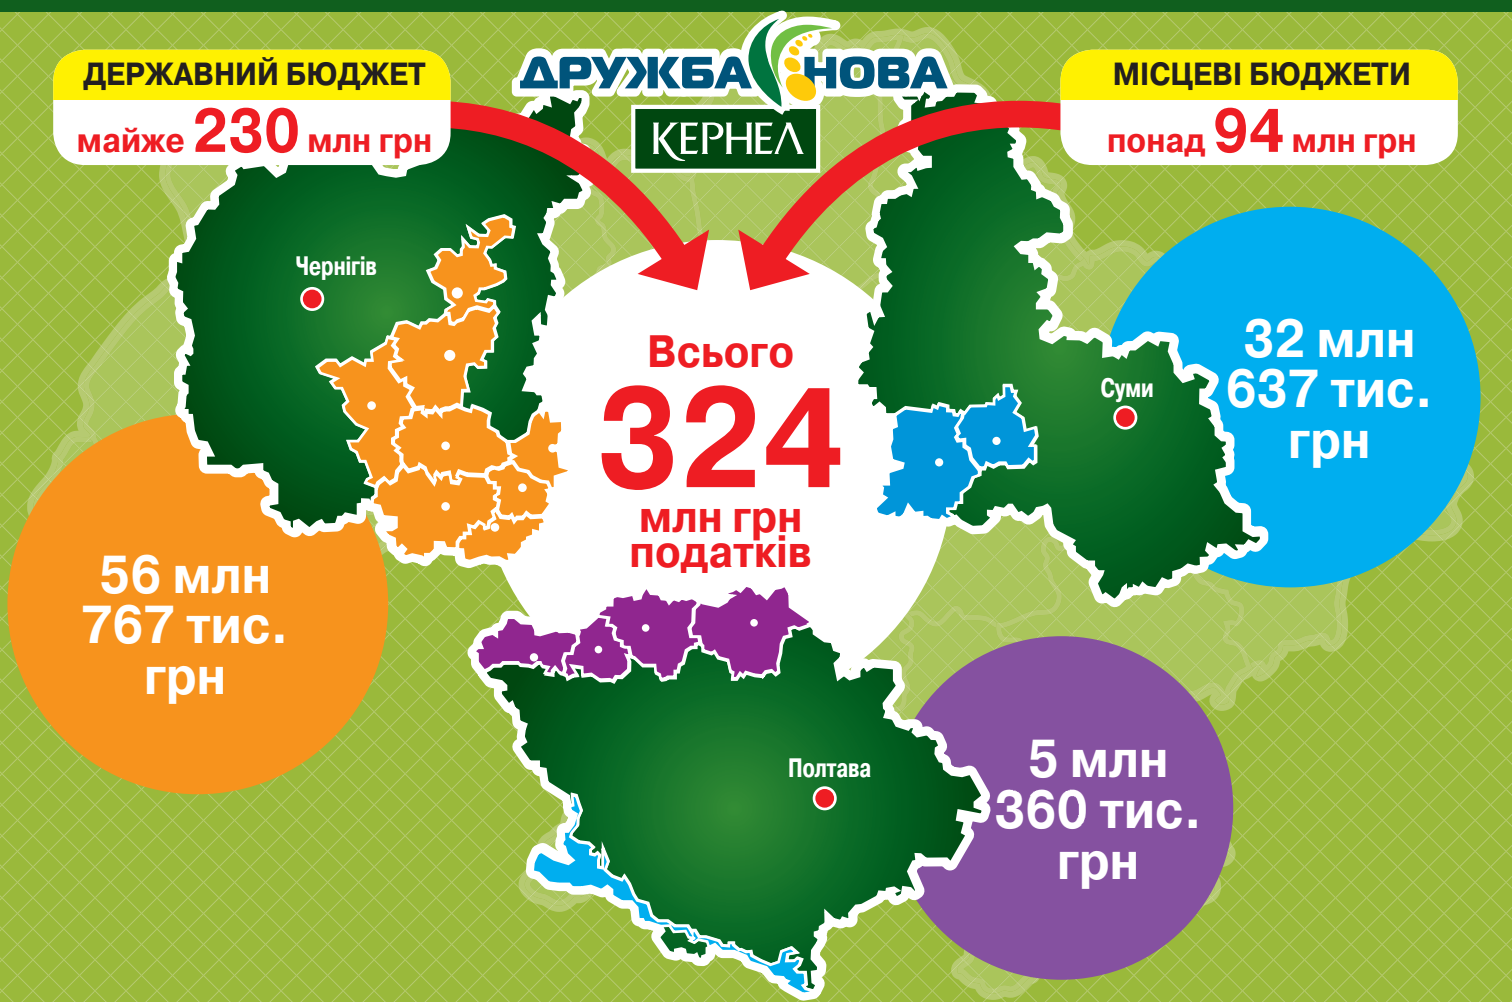 ДРУЖБА НОВА
КЕРНЕЛ
ДЕРЖАВНИЙ БЮДЖЕТ
майже 230 млн грн
МІСЦЕВІ БЮДЖЕТИ
понад 94 млн грн
Чернігів
Всього
324
млн грн
податків
Суми
32 млн
637 тис.
грн
56 млн
767 тис.
грн
Полтава
5 млн
360 тис.
грн